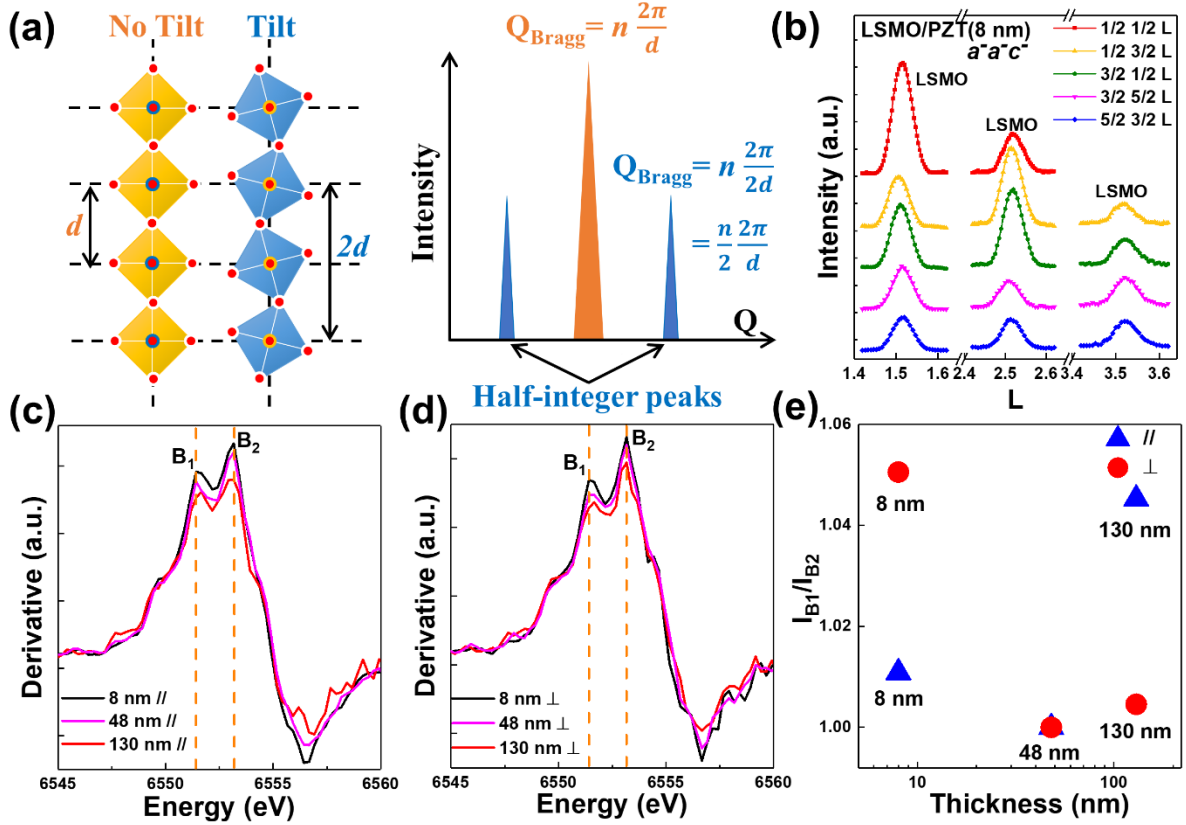 (a)
No Tilt
Tilt
d
2d
Q_Bragg = n 2π/d
Q_Bragg = n 2π/2d
= n/2 2π/d
Intensity
Q
Half-integer peaks
(b)
LSMO/PZT(8 nm)
a⁻a⁻c⁻
1/2 1/2 L
1/2 3/2 L
3/2 1/2 L
3/2 5/2 L
5/2 3/2 L
LSMO
LSMO
LSMO
Intensity (a.u.)
1.4 1.5 1.6 2.4 2.5 2.6 3.4 3.5 3.6
L
(c)
B₁
B₂
Derivative (a.u.)
8 nm //
48 nm //
130 nm //
6545 6550 6555 6560
Energy (eV)
(d)
B₁
B₂
Derivative (a.u.)
8 nm ⊥
48 nm ⊥
130 nm ⊥
6545 6550 6555 6560
Energy (eV)
(e)
1.06
1.04
1.02
1.00
I_B1/I_B2
//
⊥
8 nm
130 nm
8 nm
48 nm
130 nm
10 100
Thickness (nm)